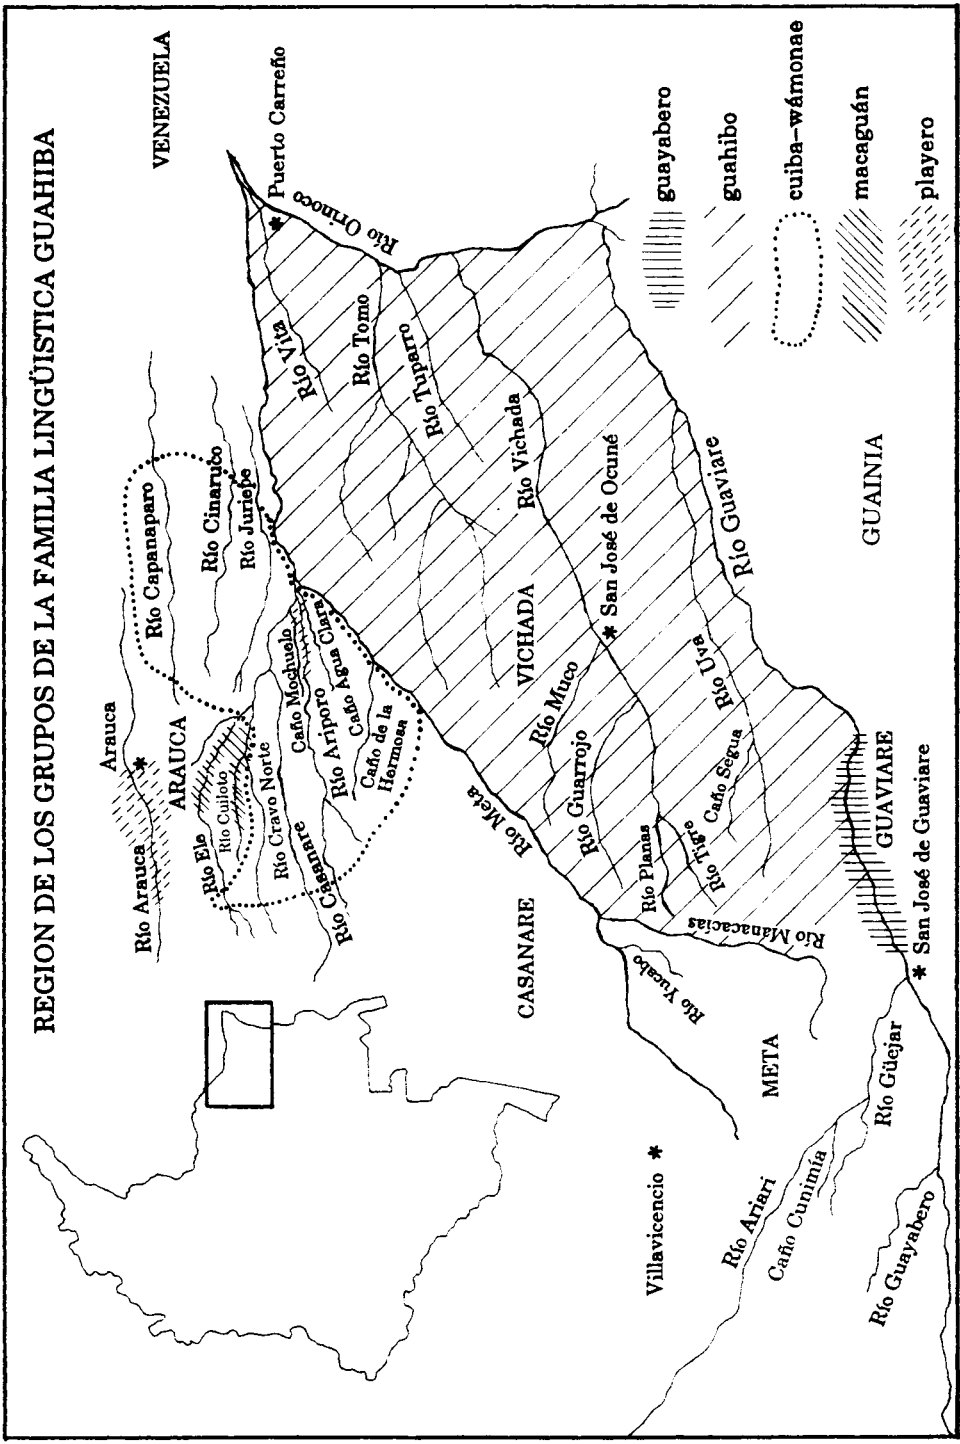 REGION DE LOS GRUPOS DE LA FAMILIA LINGÜISTICA GUAHIBA
VENEZUELA
Arauca
Río Arauca
ARAUCA
Río Capanaparo
Río Cinaruco
Río Juriepe
Río Ele
Río Cuiloto
Río Cravo Norte
Río Casanare
Caño Mochuelo
Río Ariporo
Caño Agua Clara
Caño de la
Hermosa
Puerto Carreño
Río Orinoco
Río Vita
Río Tomo
Río Tuparro
Río Vichada
Río Meta
CASANARE
VICHADA
Río Muco
San José de Ocuné
Río Guarrojo
Río Planas
Río Tigre
Caño Segua
Río Uva
Río Guaviare
Río Manacacías
Río Yucabo
META
Villavicencio
Río Ariari
Caño Cunimía
Río Güejar
Río Guayabero
San José de Guaviare
GUAVIARE
GUAINIA
guayabero
guahibo
cuiba-wámonae
macaguán
playero